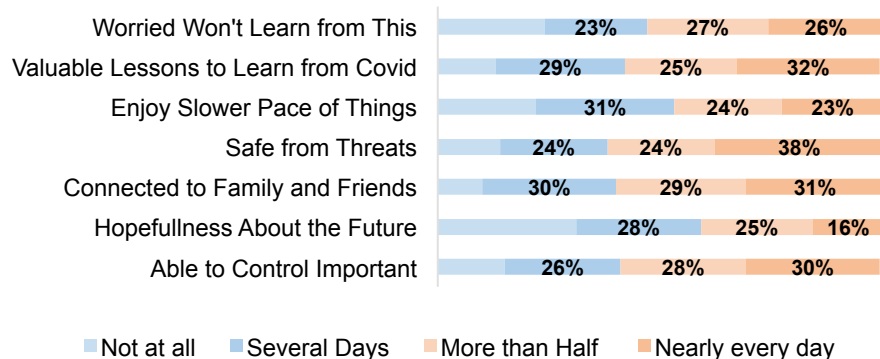 Worried Won't Learn from This 23% 27% 26%
Valuable Lessons to Learn from Covid 29% 25% 32%
Enjoy Slower Pace of Things 31% 24% 23%
Safe from Threats 24% 24% 38%
Connected to Family and Friends 30% 29% 31%
Hopefullness About the Future 28% 25% 16%
Able to Control Important 26% 28% 30%
Not at all Several Days More than Half Nearly every day